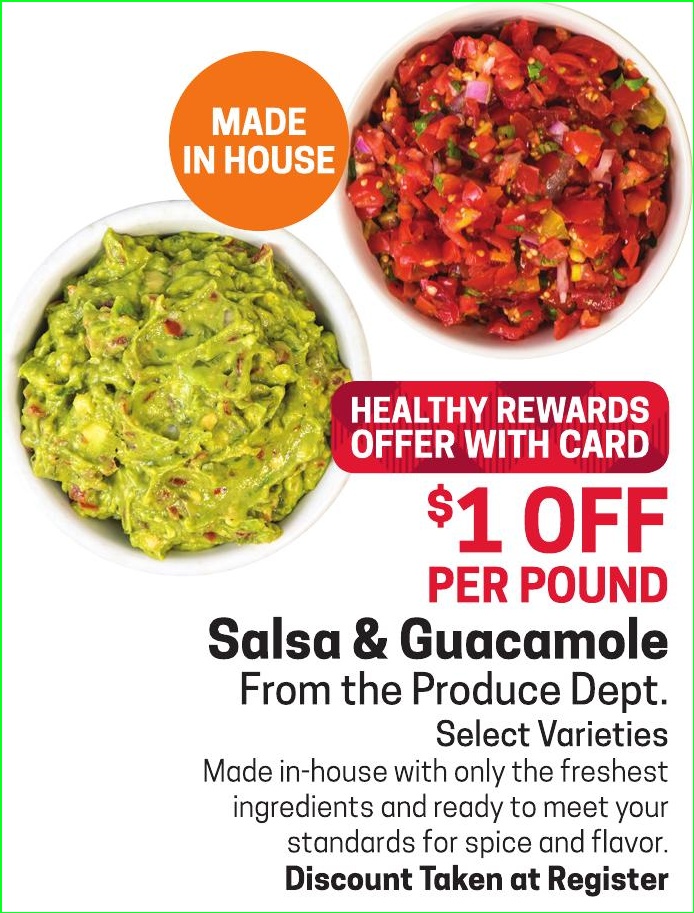 MADE
IN HOUSE
HEALTHY REWARDS
OFFER WITH CARD
$1 OFF
PER POUND
Salsa & Guacamole
From the Produce Dept.
Select Varieties
Made in-house with only the freshest
ingredients and ready to meet your
standards for spice and flavor.
Discount Taken at Register